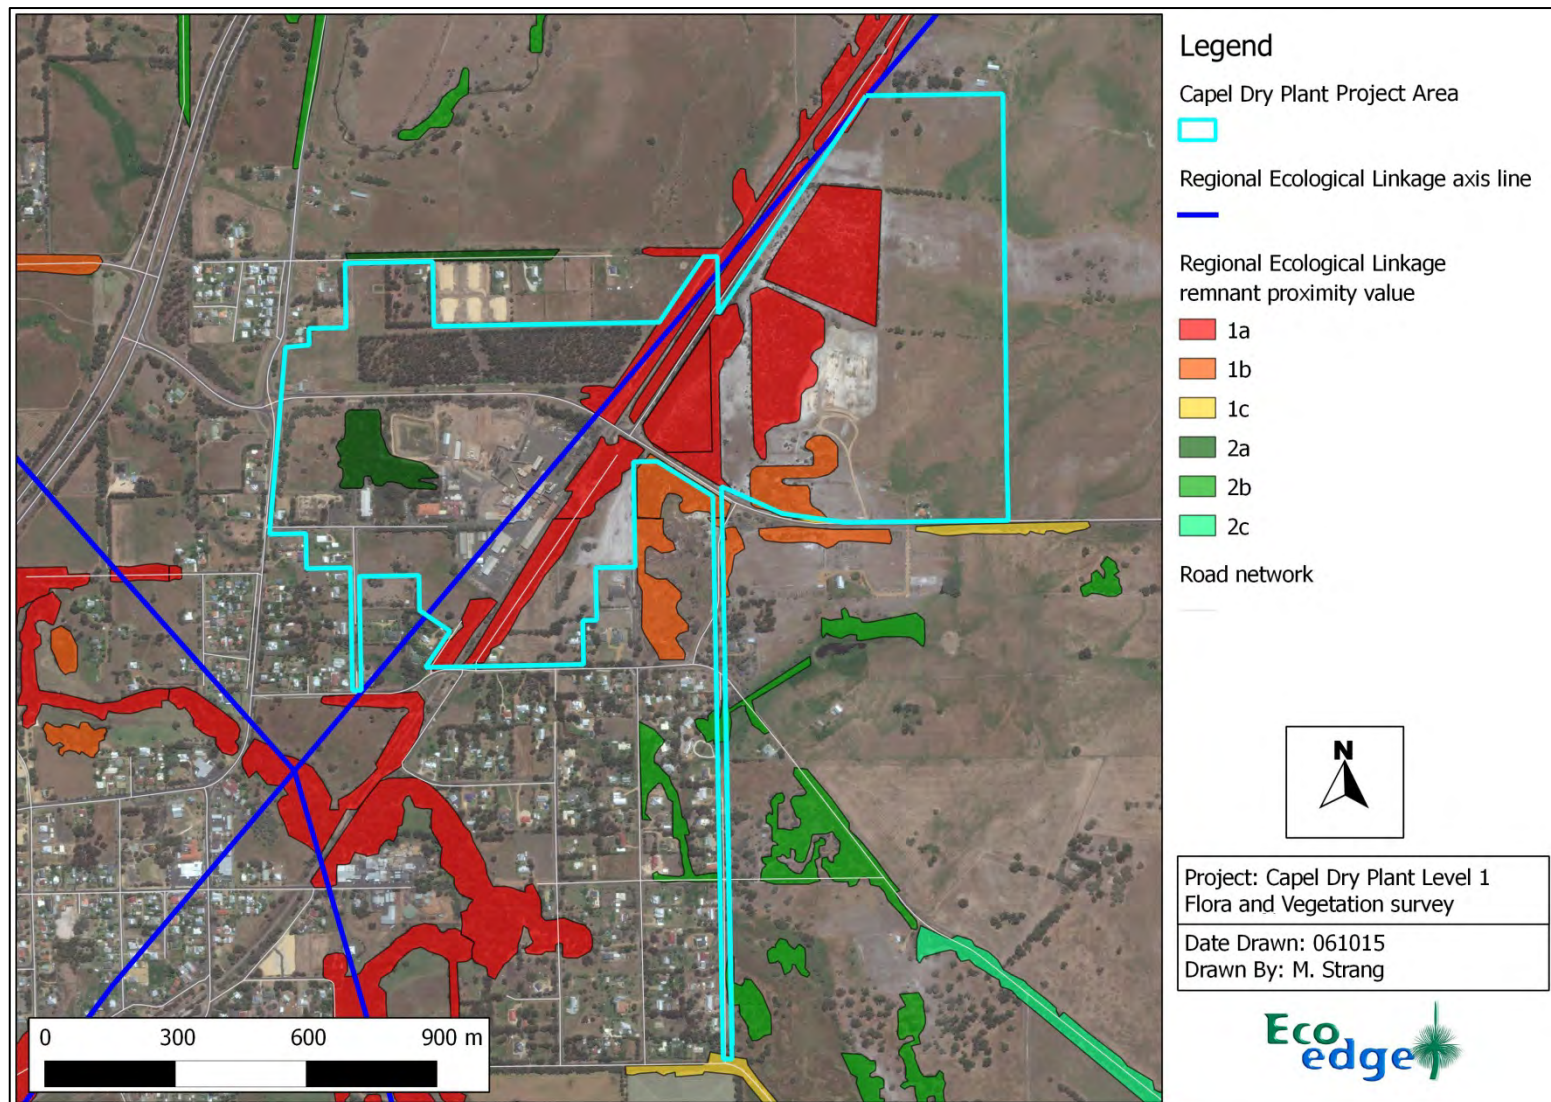 Legend
Capel Dry Plant Project Area
Regional Ecological Linkage axis line
Regional Ecological Linkage
remnant proximity value
1a
1b
1c
2a
2b
2c
Road network
N
Project: Capel Dry Plant Level 1
Flora and Vegetation survey
Date Drawn: 061015
Drawn By: M. Strang
Eco
edge
0 300 600 900 m